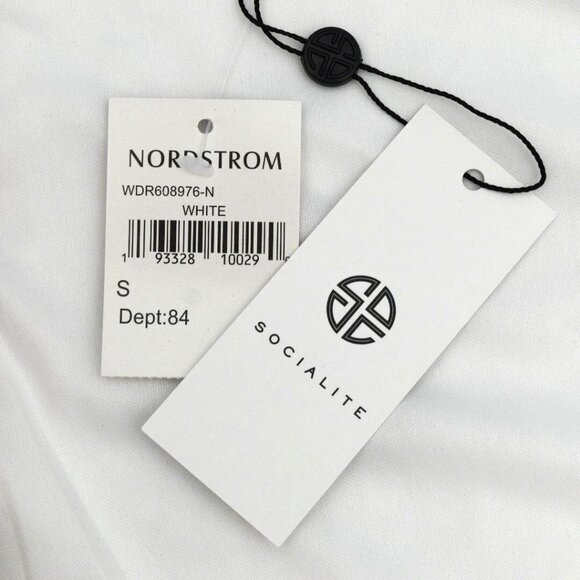 NORDSTROM
WDR608976-N
WHITE
1 93328 10029
S
Dept:84
SOCIALITE